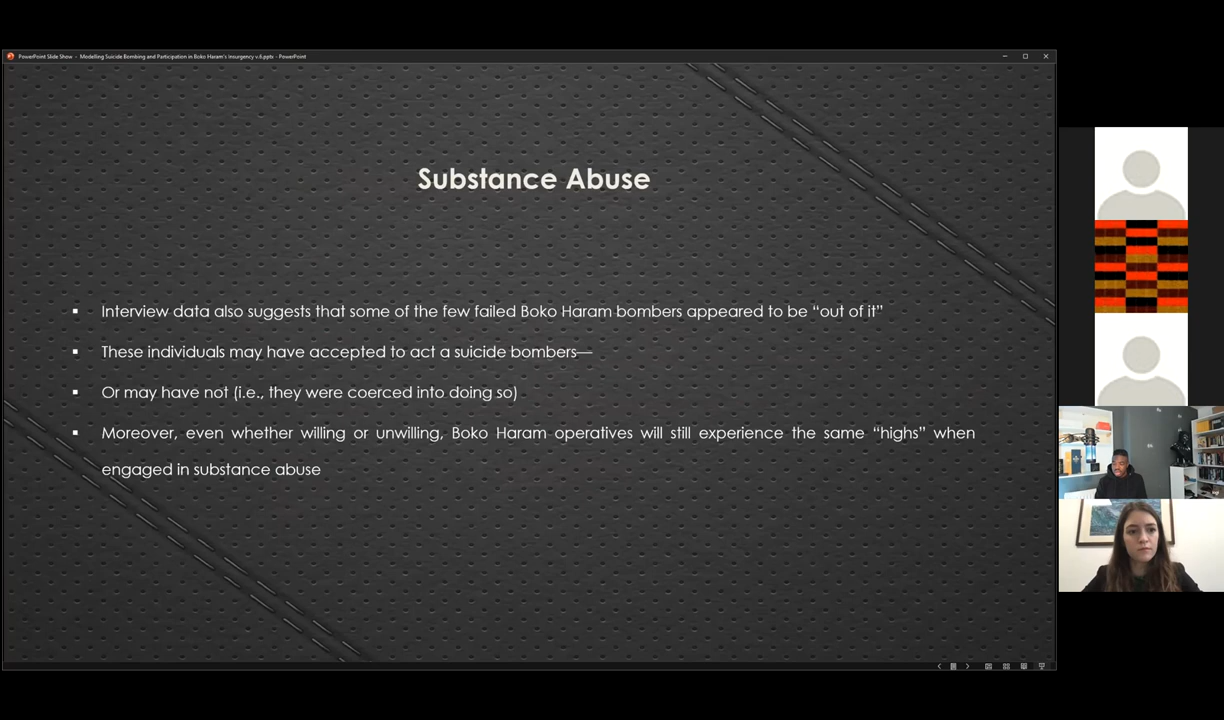 PowerPoint Slide Show - Modelling Suicide Bombing and Participation in Boko Haram's Insurgency v.6.pptx - PowerPoint
Substance Abuse
▪ Interview data also suggests that some of the few failed Boko Haram bombers appeared to be “out of it”
▪ These individuals may have accepted to act a suicide bombers—
▪ Or may have not (i.e., they were coerced into doing so)
▪ Moreover, even whether willing or unwilling, Boko Haram operatives will still experience the same “highs” when
engaged in substance abuse